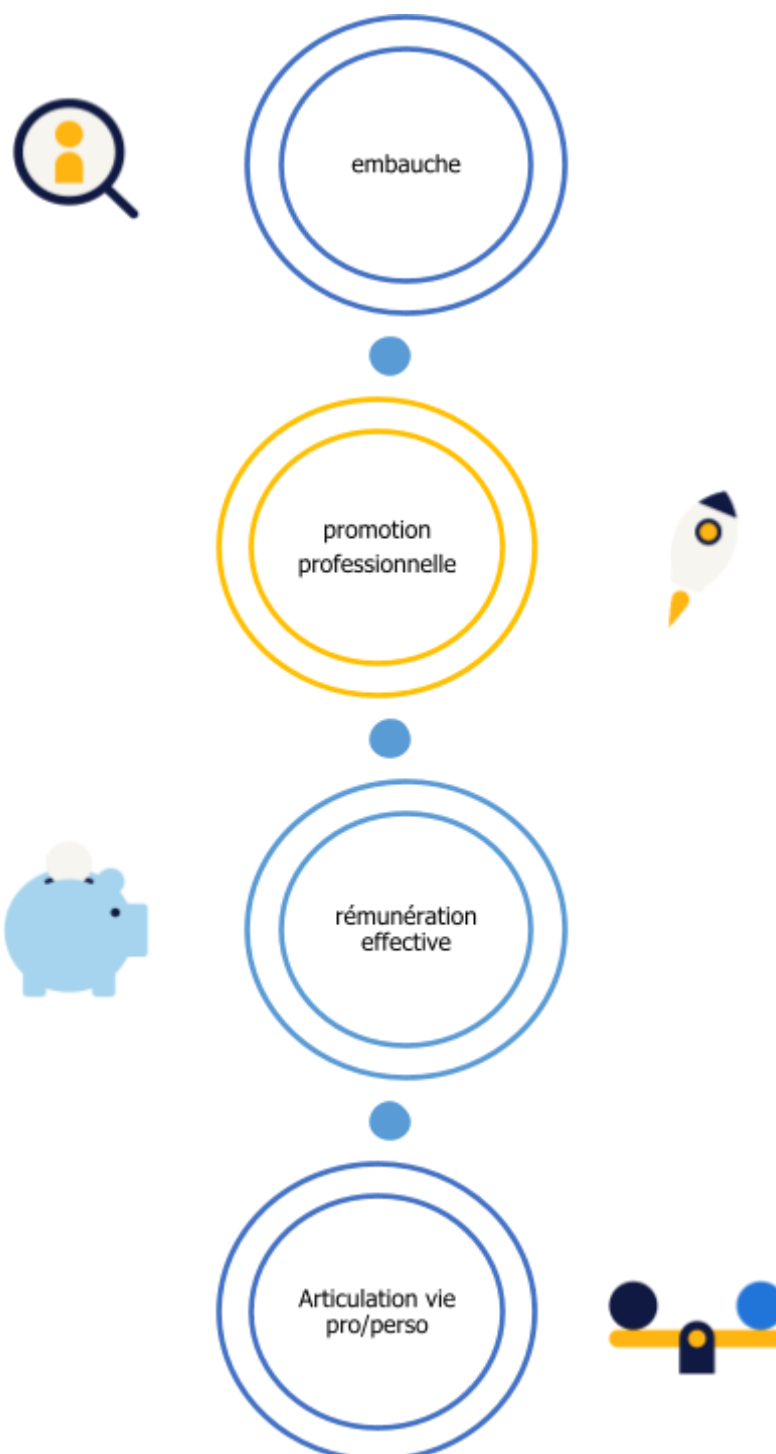 embauche
promotion
professionnelle
rémunération
effective
Articulation vie
pro/perso